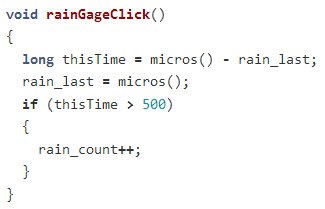 void rainGageClick()
{
  long thisTime = micros() - rain_last;
  rain_last = micros();
  if (thisTime > 500)
  {
    rain_count++;
  }
}